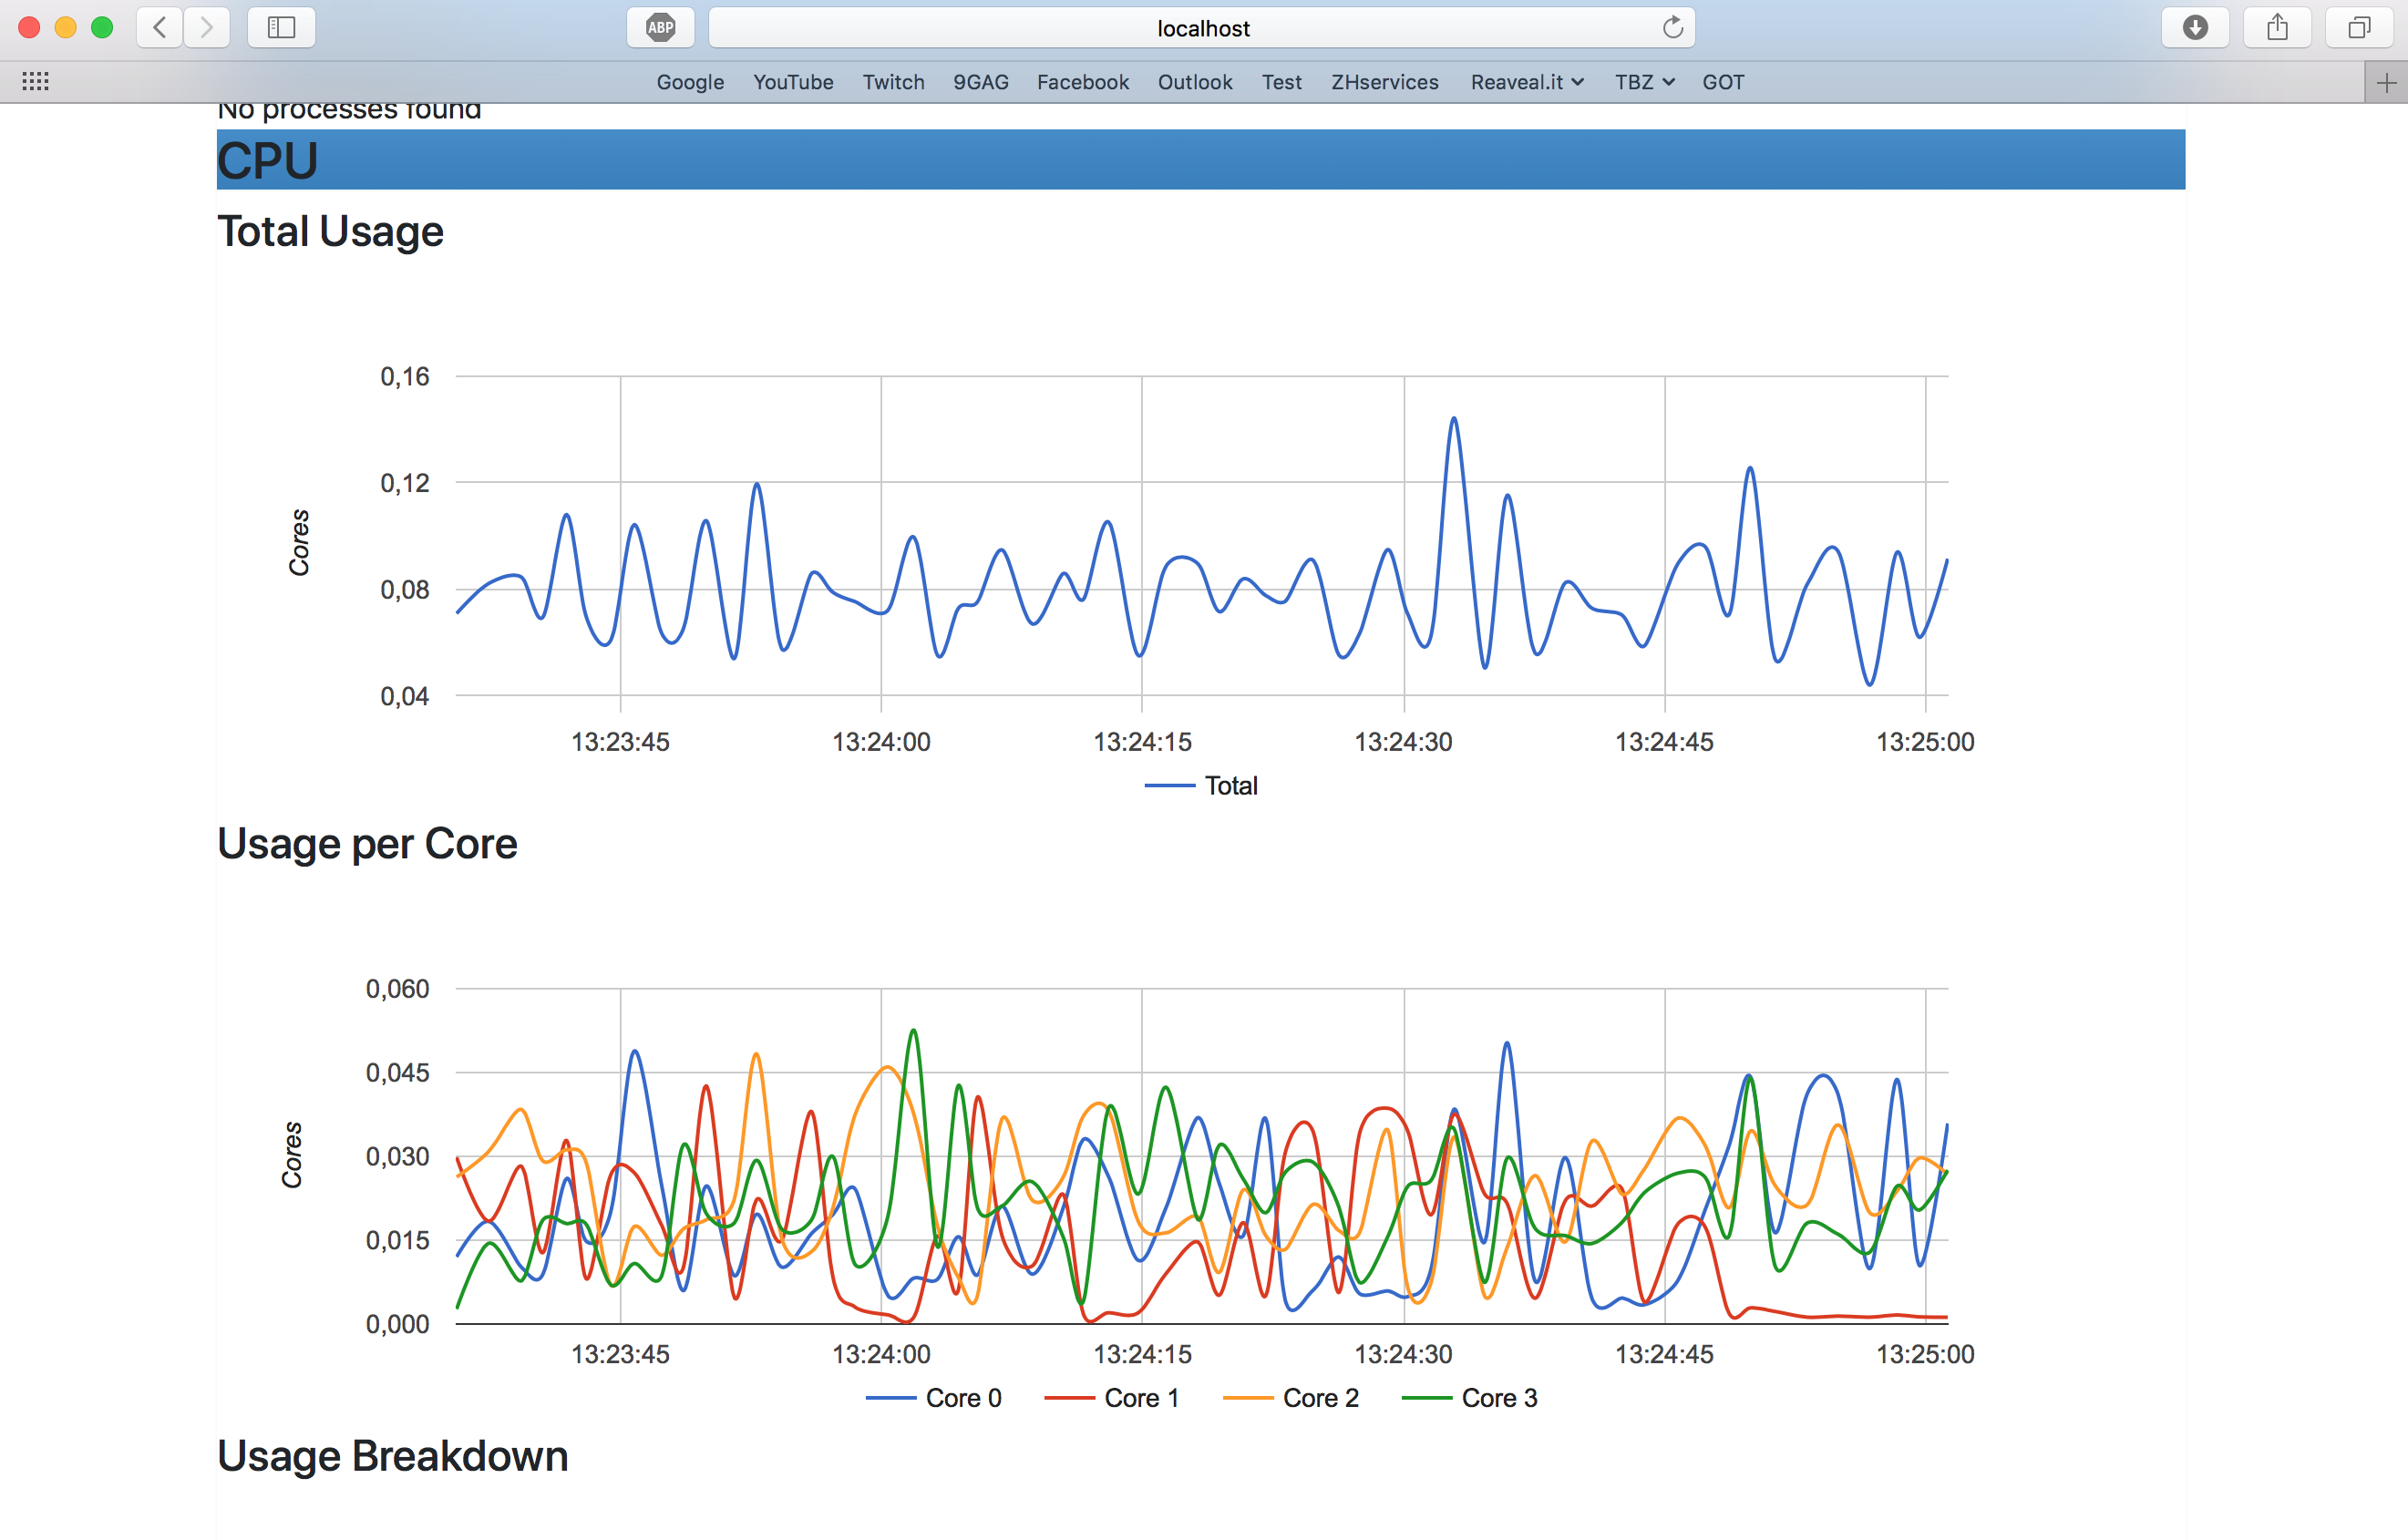 ABP
localhost
Google YouTube Twitch 9GAG Facebook Outlook Test ZHservices Reaveal.it TBZ GOT
No processes found
CPU
Total Usage
0,16
0,12
0,08
0,04
Cores
13:23:45 13:24:00 13:24:15 13:24:30 13:24:45 13:25:00
Total
Usage per Core
0,060
0,045
0,030
0,015
0,000
Cores
13:23:45 13:24:00 13:24:15 13:24:30 13:24:45 13:25:00
Core 0 Core 1 Core 2 Core 3
Usage Breakdown